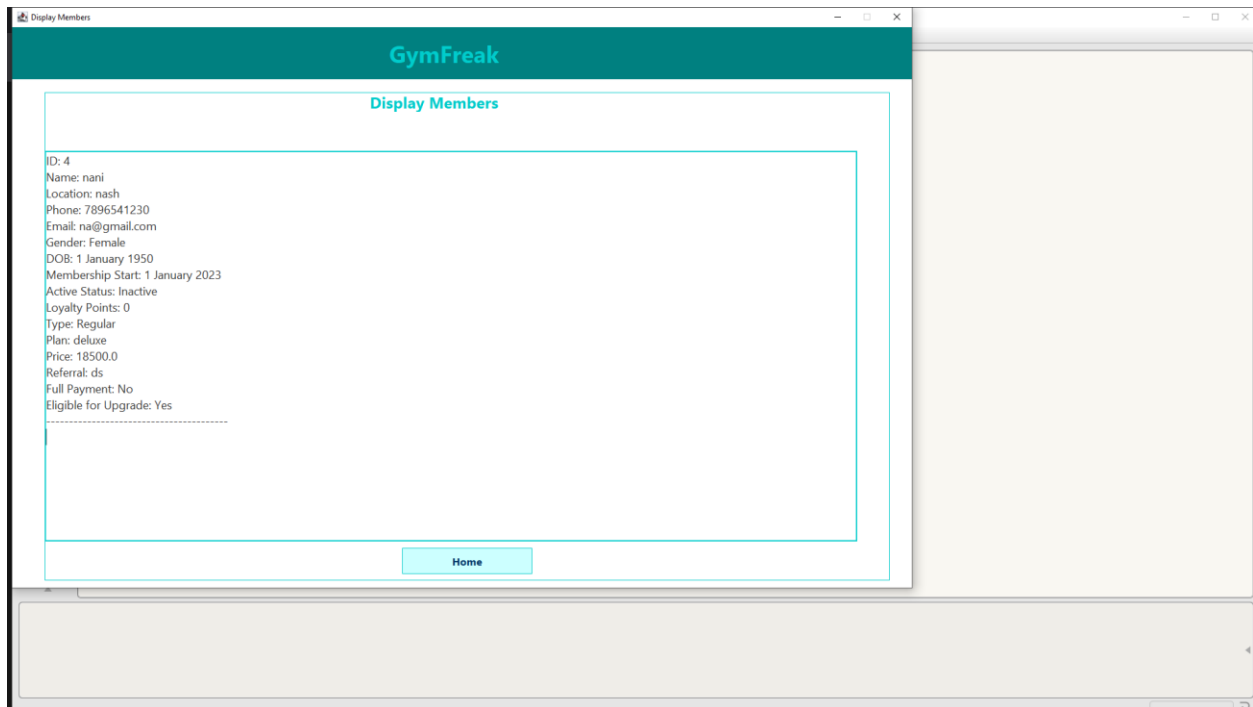 Display Members
GymFreak
Display Members
ID: 4
Name: nani
Location: nash
Phone: 7896541230
Email: na@gmail.com
Gender: Female
DOB: 1 January 1950
Membership Start: 1 January 2023
Active Status: Inactive
Loyalty Points: 0
Type: Regular
Plan: deluxe
Price: 18500.0
Referral: ds
Full Payment: No
Eligible for Upgrade: Yes
----------------------------------------
Home